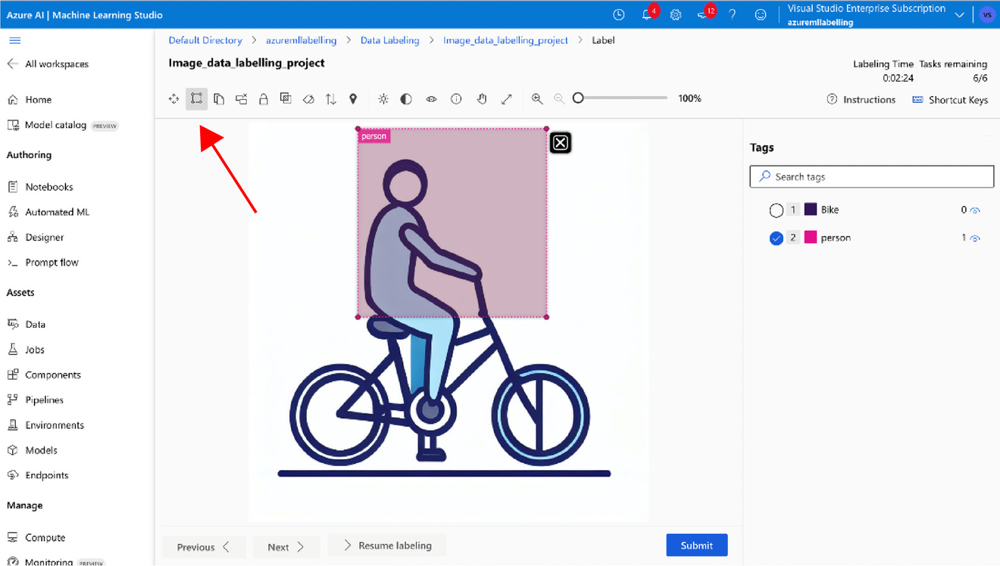 Azure AI | Machine Learning Studio
4
12
?
Visual Studio Enterprise Subscription
azuremllabelling
VS
All workspaces
Home
Model catalog PREVIEW
Authoring
Notebooks
Automated ML
Designer
Prompt flow
Assets
Data
Jobs
Components
Pipelines
Environments
Models
Endpoints
Manage
Compute
Monitoring PREVIEW
Default Directory > azuremllabelling > Data Labeling > Image_data_labelling_project > Label
Image_data_labelling_project
Labeling Time Tasks remaining
0:02:24 6/6
100%
Instructions Shortcut Keys
person
Tags
Search tags
1 Bike 0
2 person 1
Previous Next Resume labeling Submit